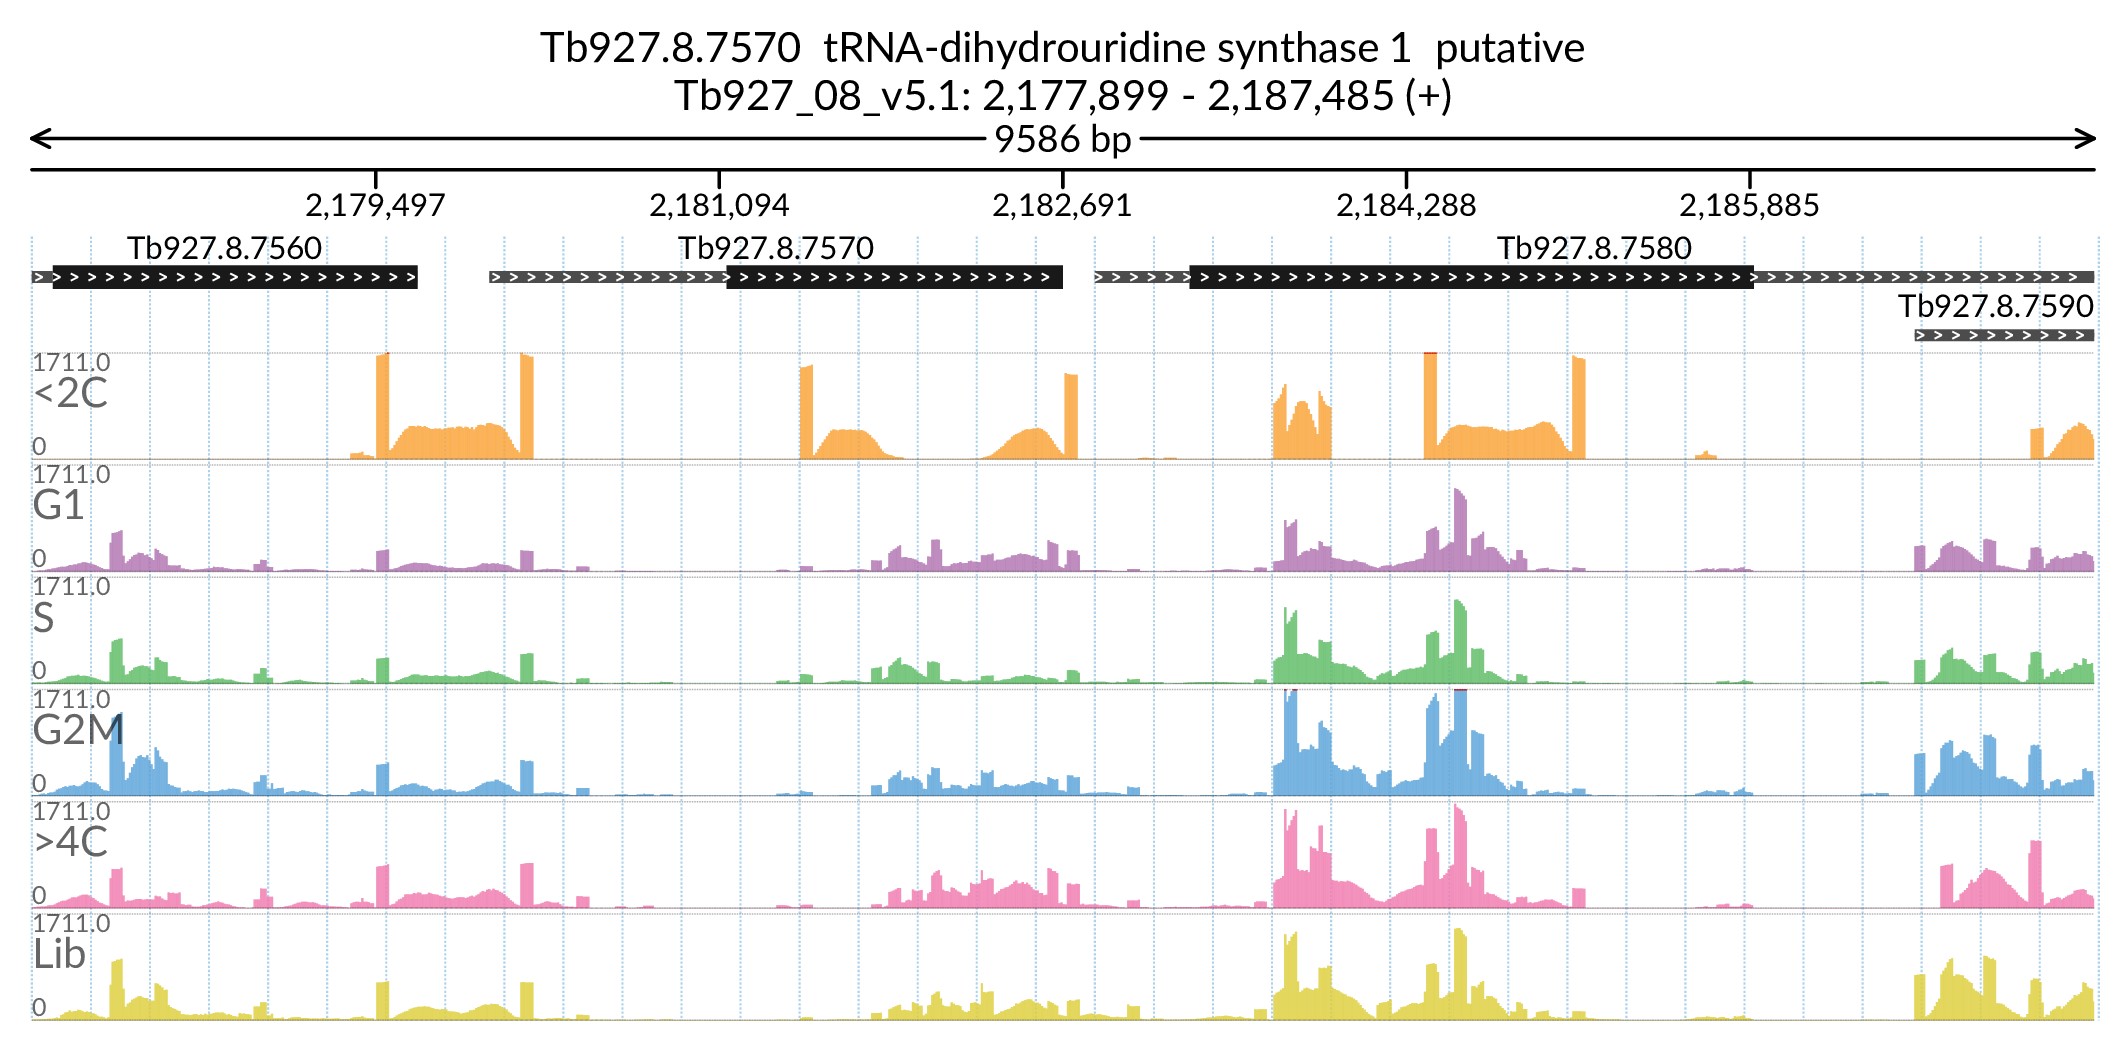 Tb927.8.7570 tRNA-dihydrouridine synthase 1 putative
Tb927_08_v5.1: 2,177,899 - 2,187,485 (+)
9586 bp
2,179,497 2,181,094 2,182,691 2,184,288 2,185,885
Tb927.8.7560 Tb927.8.7570 Tb927.8.7580
Tb927.8.7590
1711.0
<2C
0
1711.0
G1
0
1711.0
S
0
1711.0
G2M
0
1711.0
>4C
0
1711.0
Lib
0